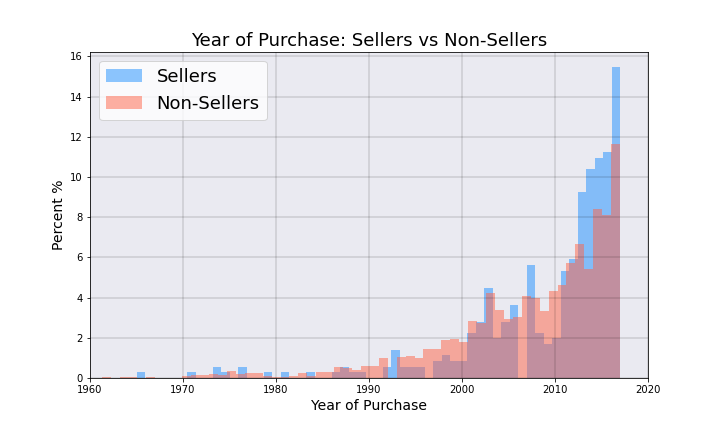 Year of Purchase: Sellers vs Non-Sellers
16
14
12
10
8
6
4
2
0
Percent %
Sellers
Non-Sellers
1960 1970 1980 1990 2000 2010 2020
Year of Purchase